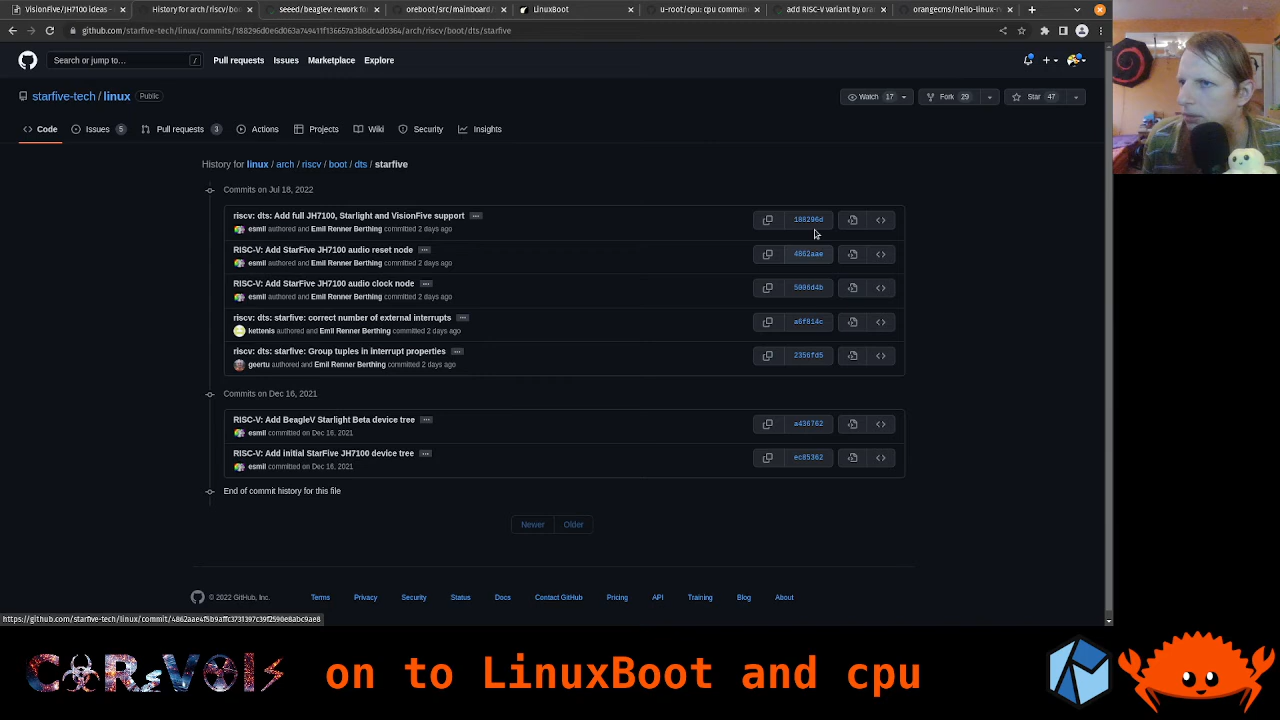 VisionFive/JH7100 ideas ·
History for arch/riscv/bo
seeed/beaglev: rework fo
oreboot/src/mainboard/
LinuxBoot
u-root/cpu: cpu comman
add RISC-V variant by ora
orangecms/hello-linux-n
github.com/starfive-tech/linux/commits/188296d0e6d063a749411f136657a3b8dc4d0364/arch/riscv/boot/dts/starfive
Search or jump to…
/
Pull requests
Issues
Marketplace
Explore
starfive-tech / linux
Public
Watch 17
Fork 29
Star 47
Code
Issues 5
Pull requests 3
Actions
Projects
Wiki
Security
Insights
History for linux / arch / riscv / boot / dts / starfive
Commits on Jul 18, 2022
riscv: dts: Add full JH7100, Starlight and VisionFive support
188296d
esmil authored and Emil Renner Berthing committed 2 days ago
RISC-V: Add StarFive JH7100 audio reset node
4862aae
esmil authored and Emil Renner Berthing committed 2 days ago
RISC-V: Add StarFive JH7100 audio clock node
5006d4b
esmil authored and Emil Renner Berthing committed 2 days ago
riscv: dts: starfive: correct number of external interrupts
a6f814c
kettenis authored and Emil Renner Berthing committed 2 days ago
riscv: dts: starfive: Group tuples in interrupt properties
2356fd5
geertu authored and Emil Renner Berthing committed 2 days ago
Commits on Dec 16, 2021
RISC-V: Add BeagleV Starlight Beta device tree
a436762
esmil committed on Dec 16, 2021
RISC-V: Add initial StarFive JH7100 device tree
ec85362
esmil committed on Dec 16, 2021
End of commit history for this file
Newer
Older
© 2022 GitHub, Inc.
Terms
Privacy
Security
Status
Docs
Contact GitHub
Pricing
API
Training
Blog
About
https://github.com/starfive-tech/linux/commit/4862aae4f5b9affc3731397c39f2590e8abc9ae8
on to LinuxBoot and cpu